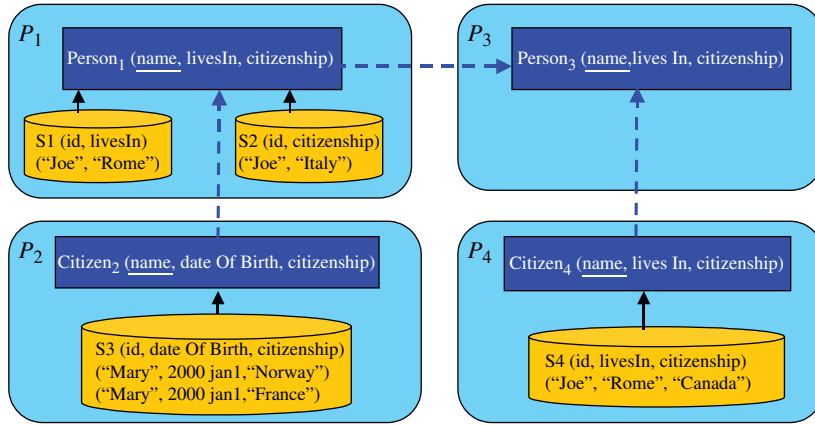 P1
Person1 (name, livesIn, citizenship)
S1 (id, livesIn)
(“Joe”, “Rome”)
S2 (id, citizenship)
(“Joe”, “Italy”)
P3
Person3 (name,lives In, citizenship)
P2
Citizen2 (name, date Of Birth, citizenship)
S3 (id, date Of Birth, citizenship)
(“Mary”, 2000 jan1,“Norway”)
(“Mary”, 2000 jan1,“France”)
P4
Citizen4 (name, lives In, citizenship)
S4 (id, livesIn, citizenship)
(“Joe”, “Rome”, “Canada”)